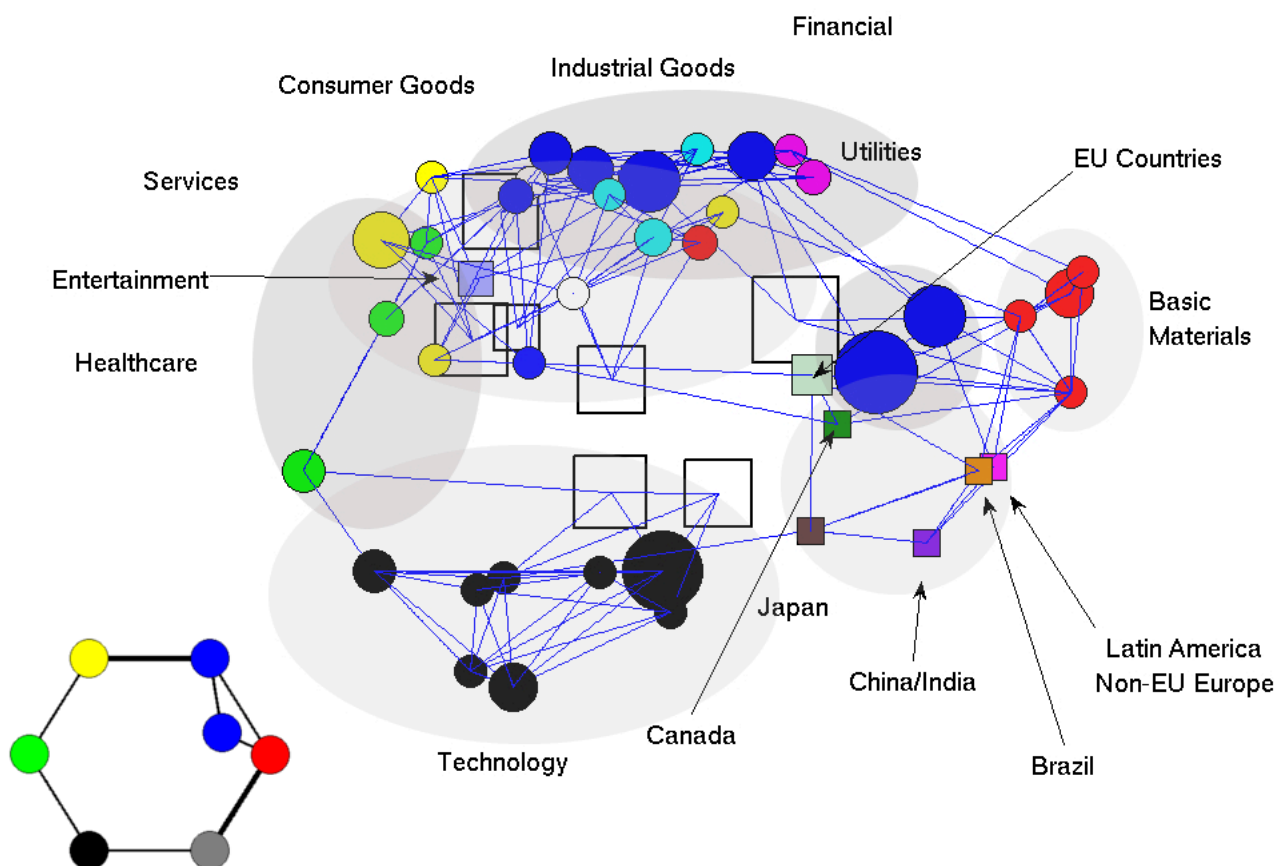 Financial
Industrial Goods
Consumer Goods
Utilities
EU Countries
Services
Entertainment
Basic
Materials
Healthcare
Japan
Latin America
Non-EU Europe
China/India
Canada
Technology
Brazil